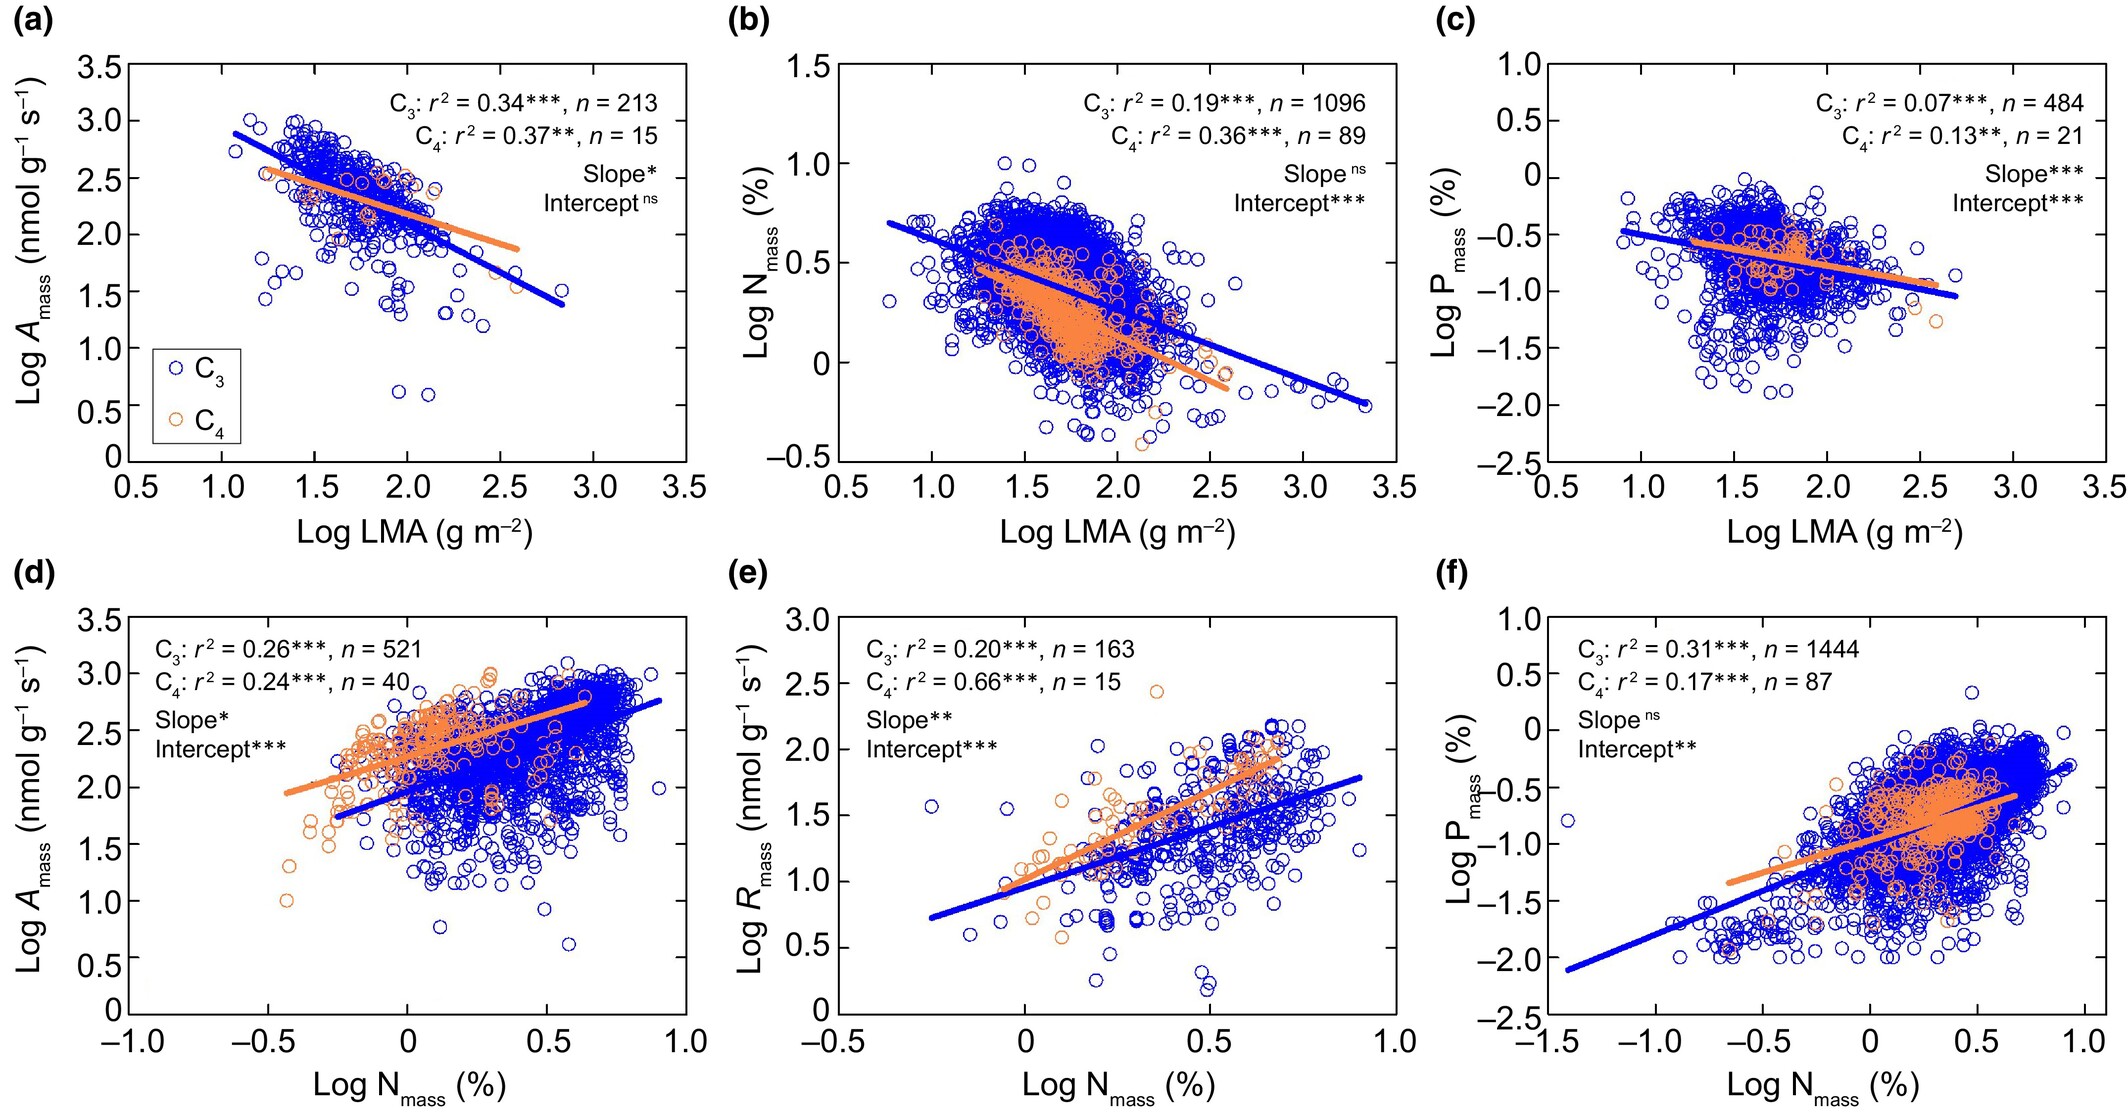 (a)
3.5
3.0
2.5
2.0
1.5
1.0
0.5
0
Log A mass (nmol g–1 s–1)
C3: r2 = 0.34***, n = 213
C4: r2 = 0.37**, n = 15
Slope*
Intercept ns
C3
C4
0.5 1.0 1.5 2.0 2.5 3.0 3.5
Log LMA (g m–2)
(b)
1.5
1.0
0.5
0
–0.5
Log N mass (%)
C3: r2 = 0.19***, n = 1096
C4: r2 = 0.36***, n = 89
Slope ns
Intercept***
0.5 1.0 1.5 2.0 2.5 3.0 3.5
Log LMA (g m–2)
(c)
1.0
0.5
0
–0.5
–1.0
–1.5
–2.0
–2.5
Log P mass (%)
C3: r2 = 0.07***, n = 484
C4: r2 = 0.13**, n = 21
Slope***
Intercept***
0.5 1.0 1.5 2.0 2.5 3.0 3.5
Log LMA (g m–2)
(d)
3.5
3.0
2.5
2.0
1.5
1.0
0.5
0
Log A mass (nmol g–1 s–1)
C3: r2 = 0.26***, n = 521
C4: r2 = 0.24***, n = 40
Slope*
Intercept***
–1.0 –0.5 0 0.5 1.0
Log N mass (%)
(e)
3.0
2.5
2.0
1.5
1.0
0.5
0
Log R mass (nmol g–1 s–1)
C3: r2 = 0.20***, n = 163
C4: r2 = 0.66***, n = 15
Slope**
Intercept***
–0.5 0 0.5 1.0
Log N mass (%)
(f)
1.0
0.5
0
–0.5
–1.0
–1.5
–2.0
–2.5
Log P mass (%)
C3: r2 = 0.31***, n = 1444
C4: r2 = 0.17***, n = 87
Slope ns
Intercept**
–1.5 –1.0 –0.5 0 0.5 1.0
Log N mass (%)